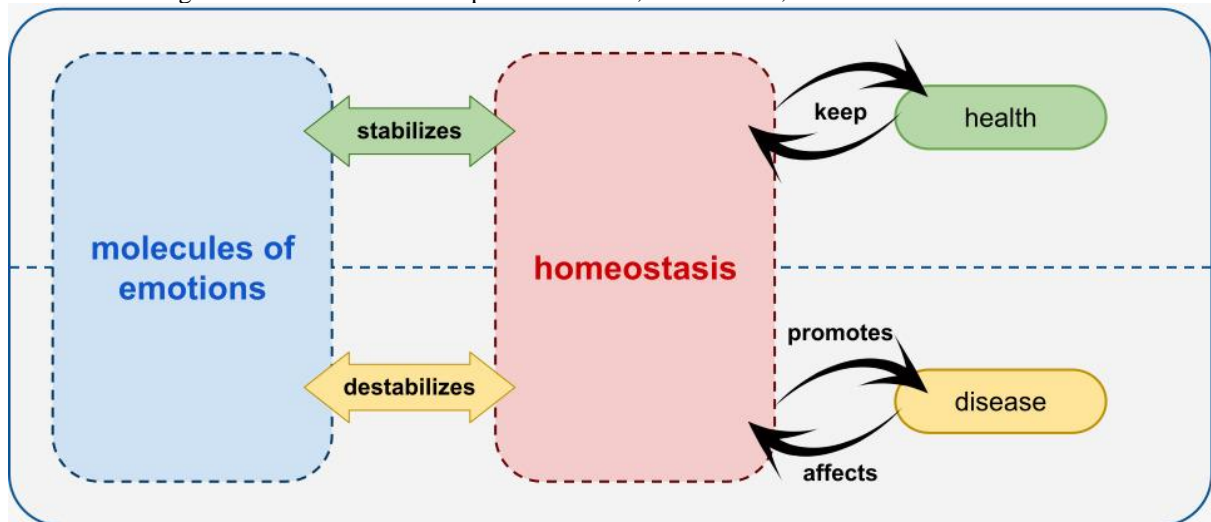 stabilizes
keep
health
molecules of
emotions
homeostasis
promotes
destabilizes
disease
affects